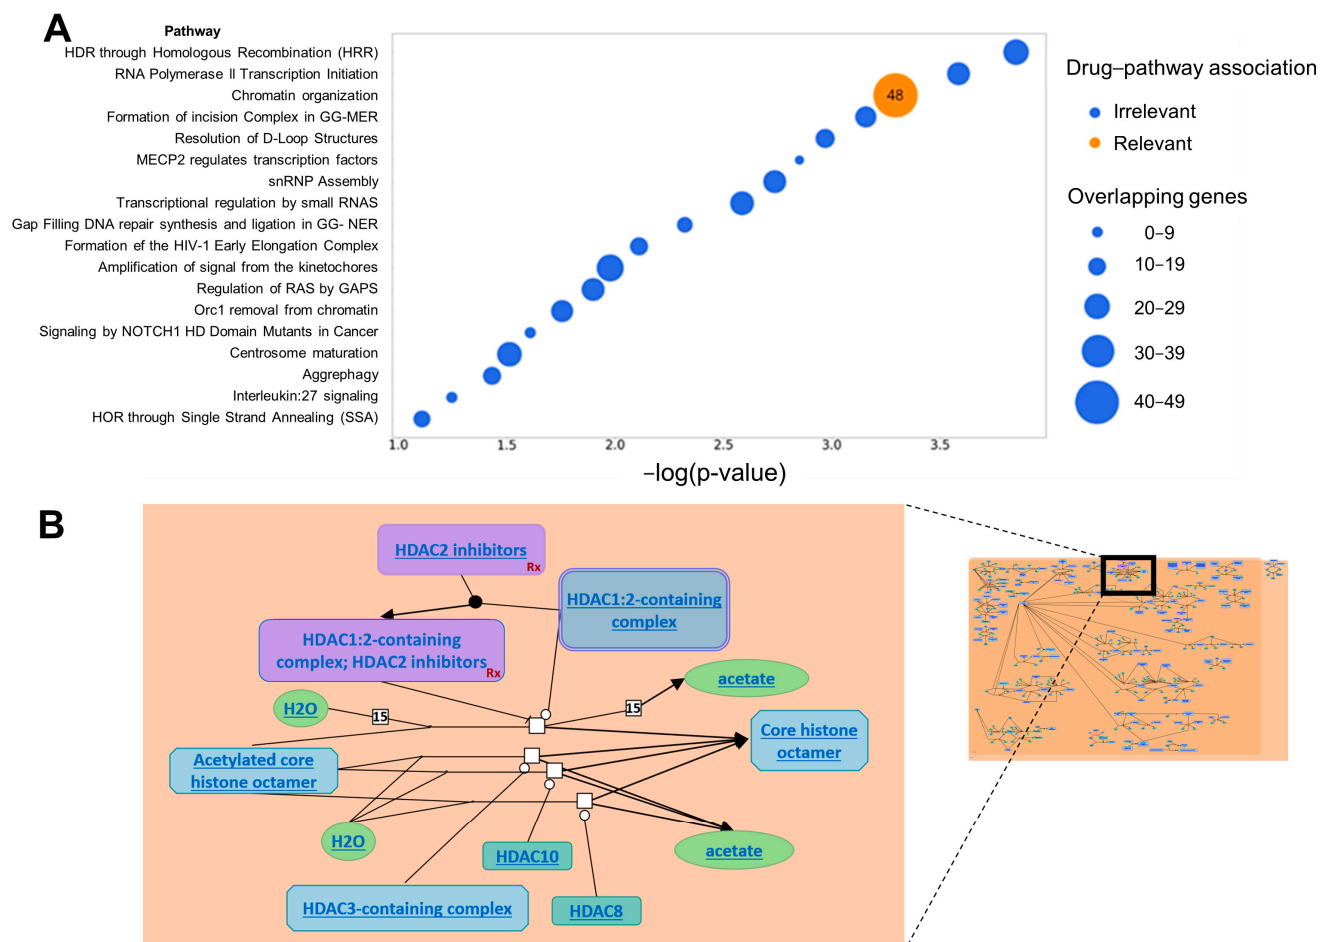 A
Pathway
HDR through Homologous Recombination (HRR)
RNA Polymerase II Transcription Initiation
Chromatin organization
Formation of incision Complex in GG-MER
Resolution of D-Loop Structures
MECP2 regulates transcription factors
snRNP Assembly
Transcriptional regulation by small RNAS
Gap Filling DNA repair synthesis and ligation in GG- NER
Formation ef the HIV-1 Early Elongation Complex
Amplification of signal from the kinetochores
Regulation of RAS by GAPS
Orc1 removal from chromatin
Signaling by NOTCH1 HD Domain Mutants in Cancer
Centrosome maturation
Aggrephagy
Interleukin:27 signaling
HOR through Single Strand Annealing (SSA)
48
1.0 1.5 2.0 2.5 3.0 3.5
−log(p-value)
Drug–pathway association
Irrelevant
Relevant
Overlapping genes
0–9
10–19
20–29
30–39
40–49
B
HDAC2 inhibitors
Rx
HDAC1:2-containing
complex
HDAC1:2-containing
complex; HDAC2 inhibitors
Rx
acetate
H2O
15
15
Core histone
octamer
Acetylated core
histone octamer
H2O
HDAC10
acetate
HDAC3-containing complex
HDAC8